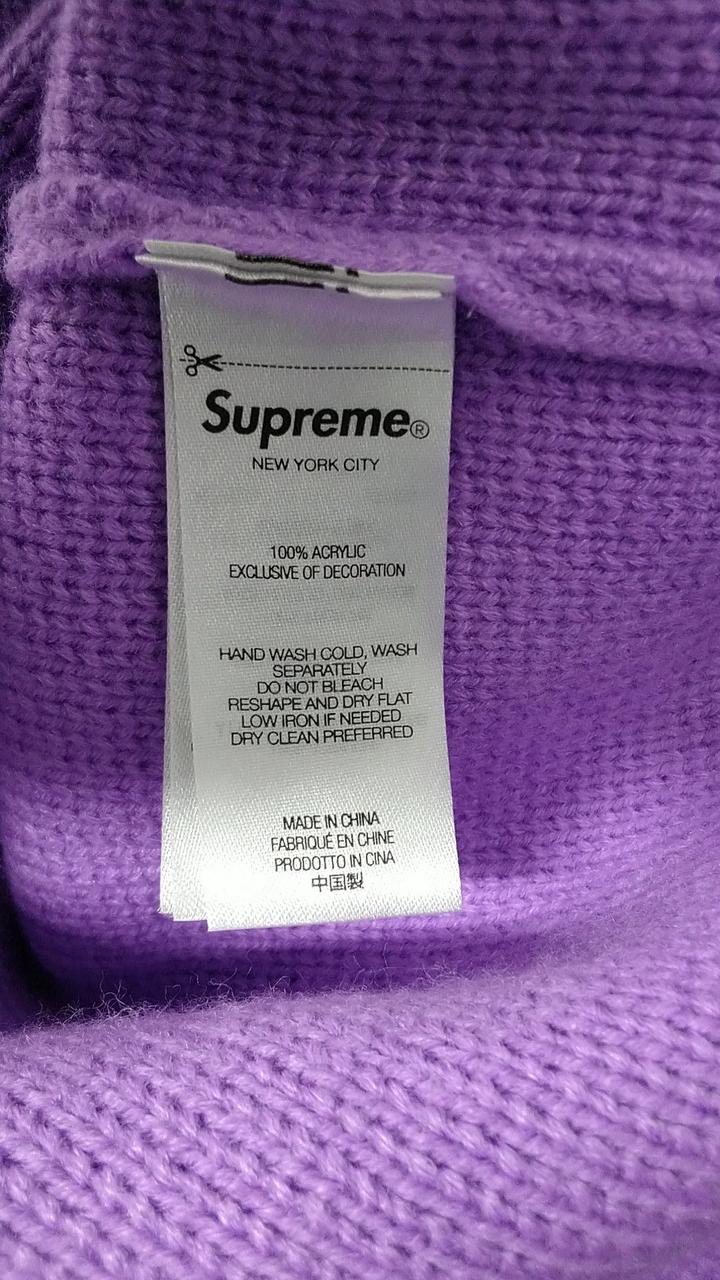 Supreme®
NEW YORK CITY
100% ACRYLIC
EXCLUSIVE OF DECORATION
HAND WASH COLD, WASH
SEPARATELY
DO NOT BLEACH
RESHAPE AND DRY FLAT
LOW IRON IF NEEDED
DRY CLEAN PREFERRED
MADE IN CHINA
FABRIQUÉ EN CHINE
PRODOTTO IN CINA
中国製